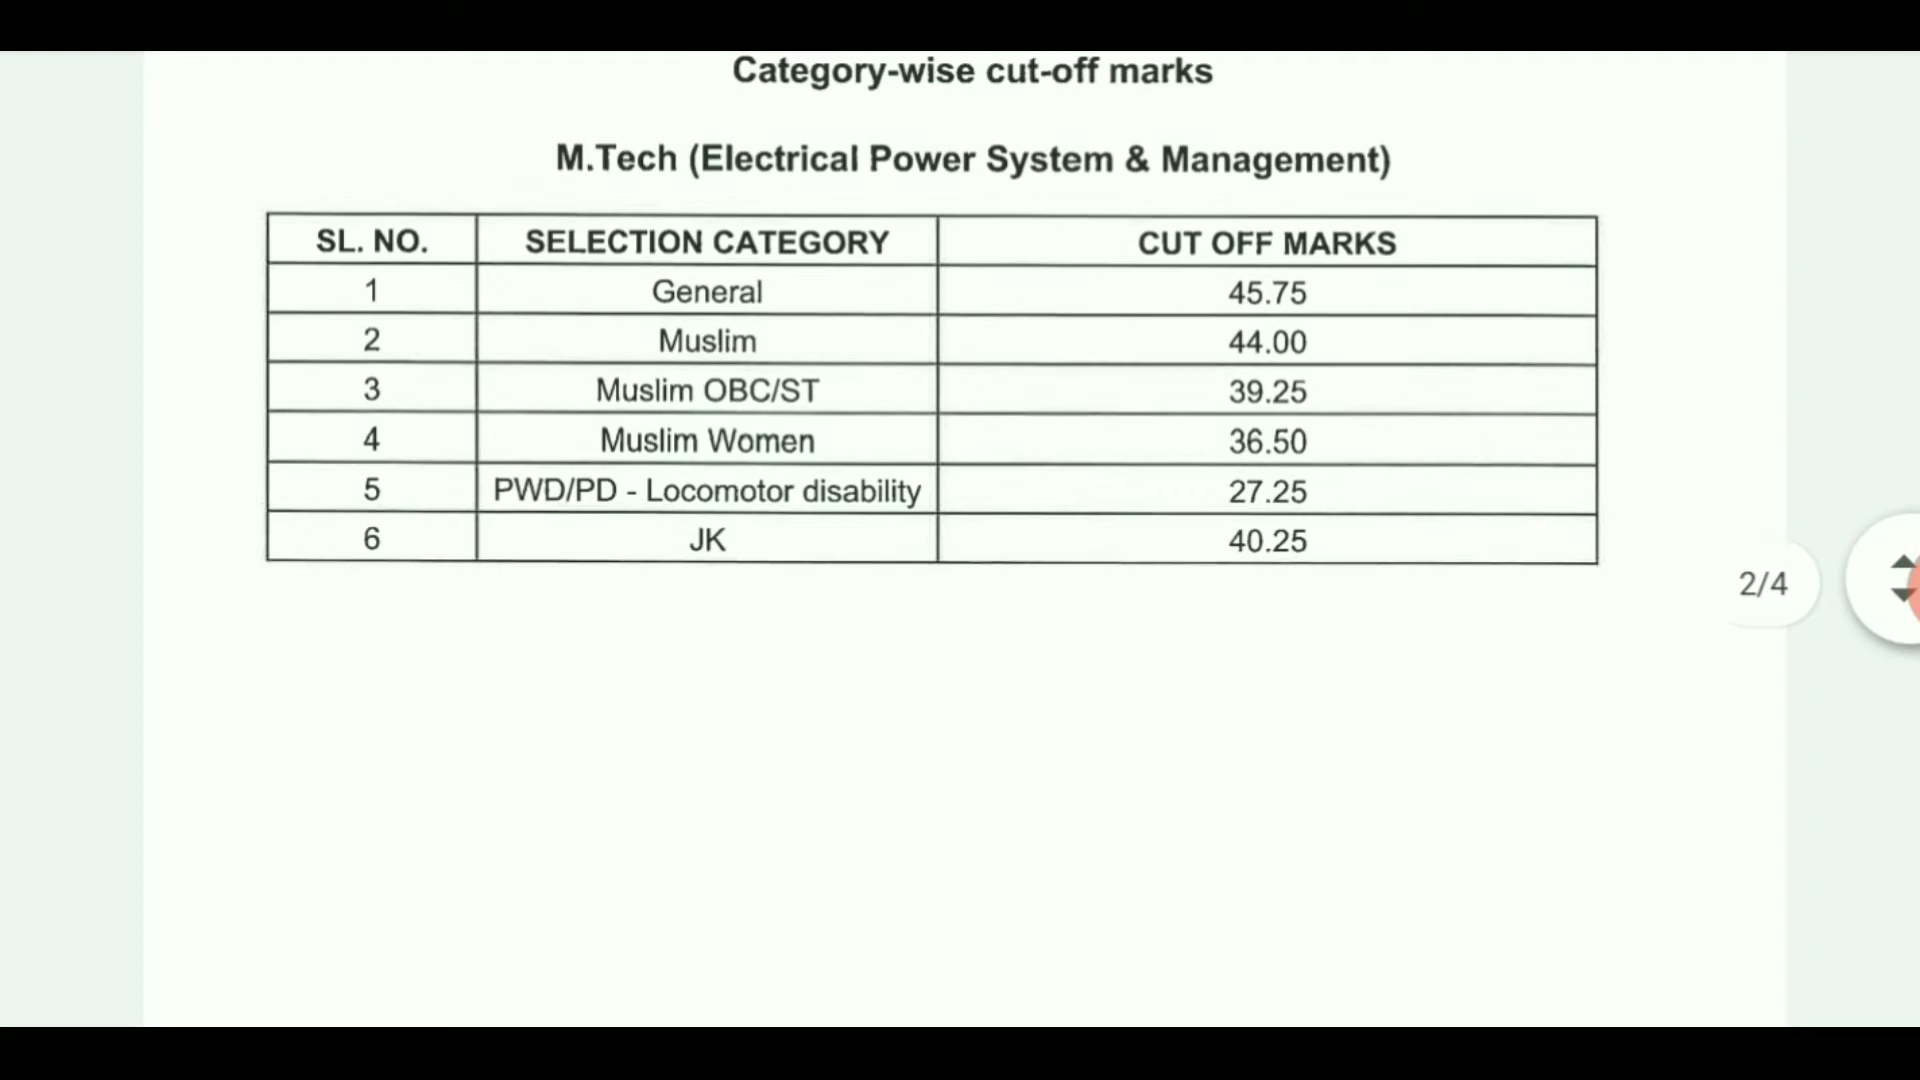 Category-wise cut-off marks
M.Tech (Electrical Power System & Management)
SL. NO. SELECTION CATEGORY CUT OFF MARKS
1 General 45.75
2 Muslim 44.00
3 Muslim OBC/ST 39.25
4 Muslim Women 36.50
5 PWD/PD - Locomotor disability 27.25
6 JK 40.25
2/4